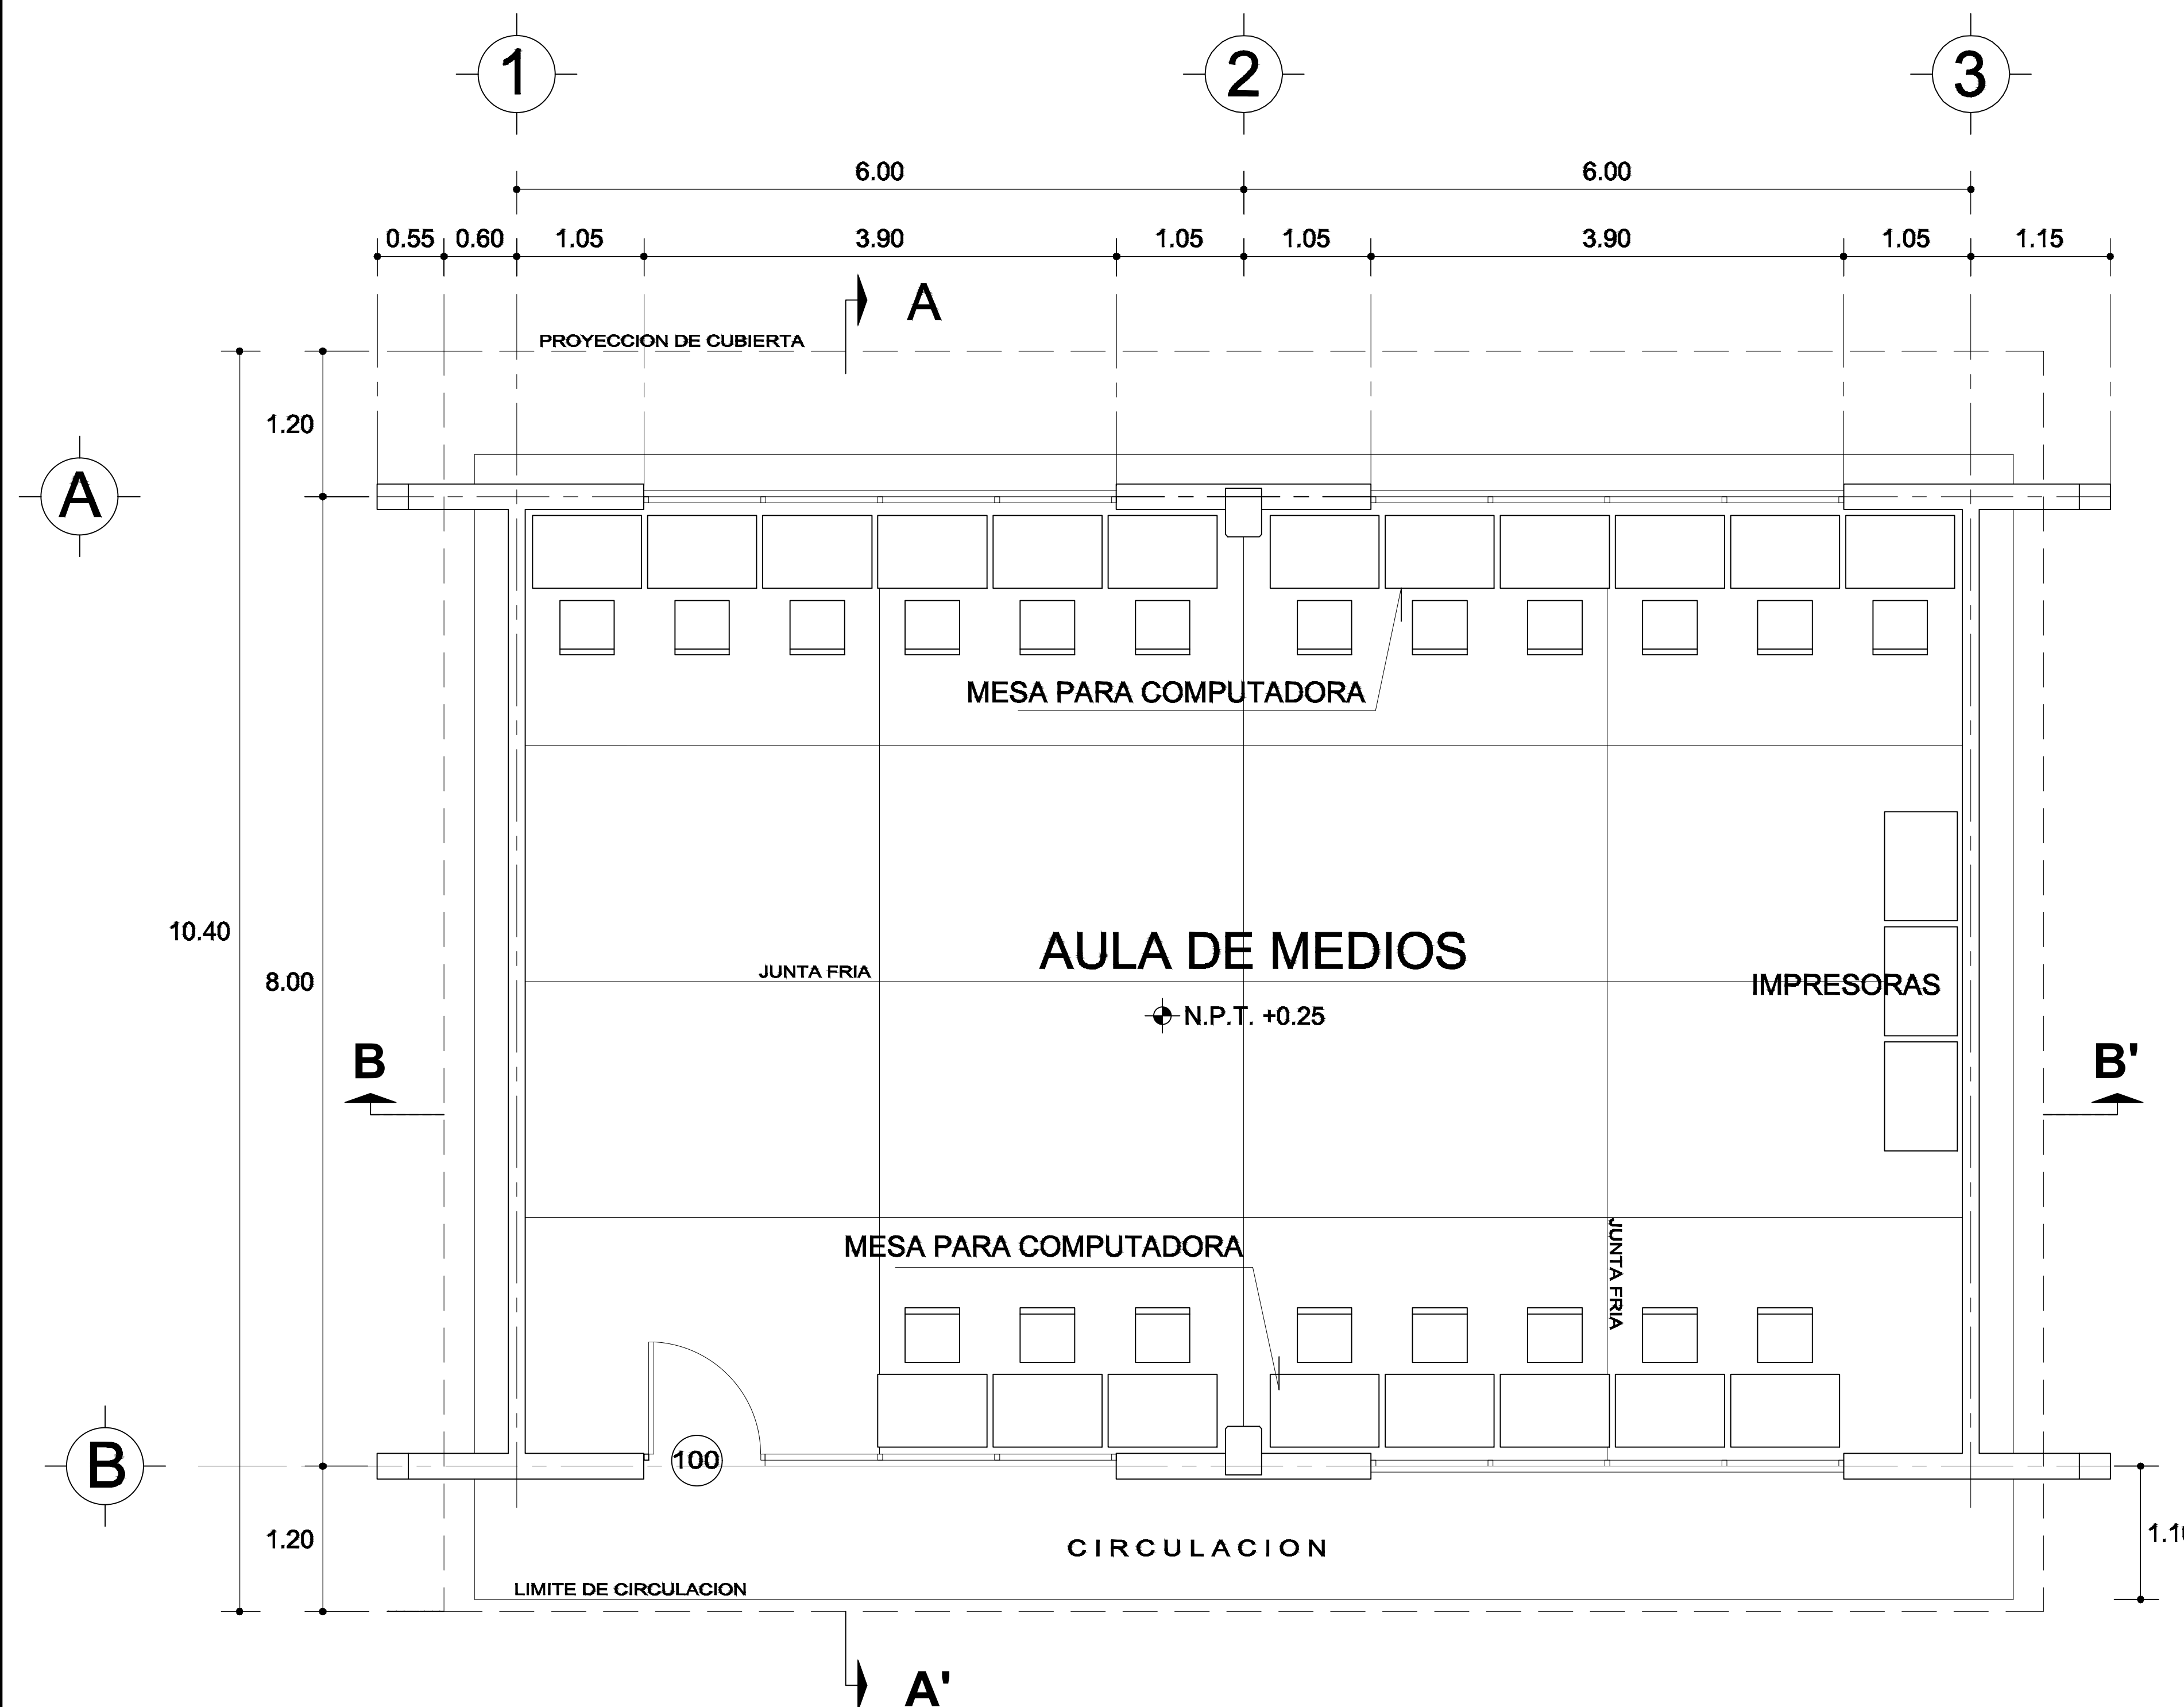 1 2 3
6.00 6.00
0.55 0.60 1.05 3.90 1.05 1.05 3.90 1.05 1.15
A
PROYECCION DE CUBIERTA
1.20
A
MESA PARA COMPUTADORA
10.40
AULA DE MEDIOS
JUNTA FRIA
8.00
IMPRESORAS
N.P.T. +0.25
B B'
MESA PARA COMPUTADORA
JUNTA FRIA
B
100
1.20
CIRCULACION
LIMITE DE CIRCULACION
A'